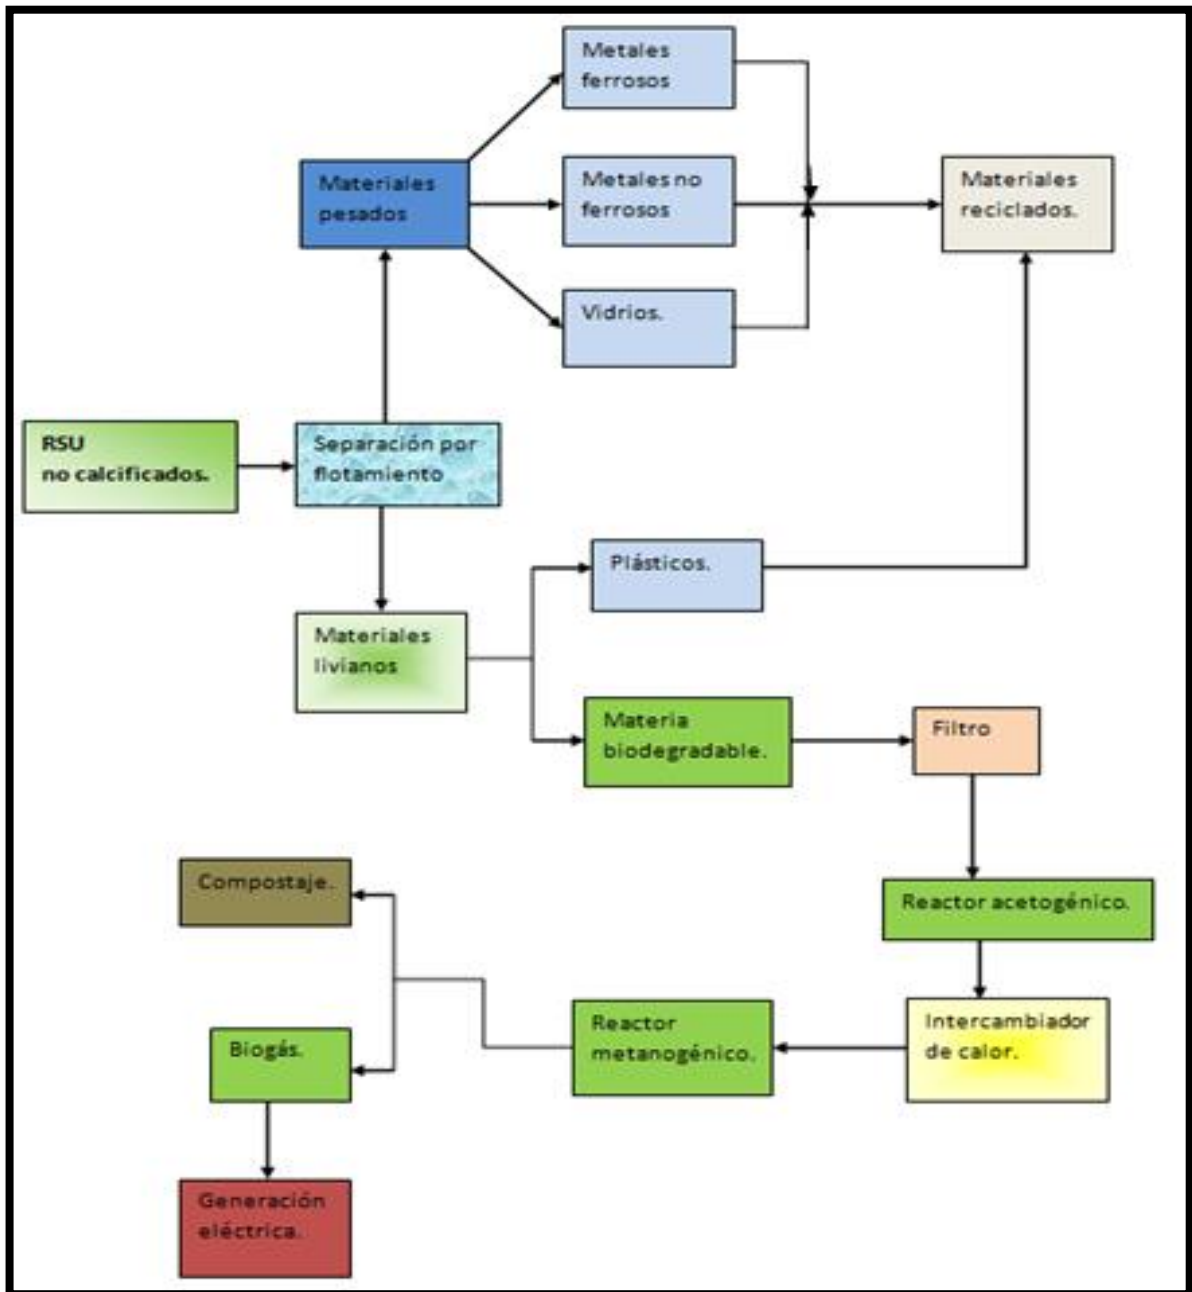 Metales
ferrosos
Materiales
pesados
Metales no
ferrosos
Materiales
reciclados.
Vidrios.
RSU
no calcificados.
Separación por
flotamiento
Plásticos.
Materiales
livianos
Materia
biodegradable.
Filtro
Compostaje.
Reactor acetogénico.
Intercambiador
de calor.
Reactor
metanogénico.
Biogás.
Generación
eléctrica.